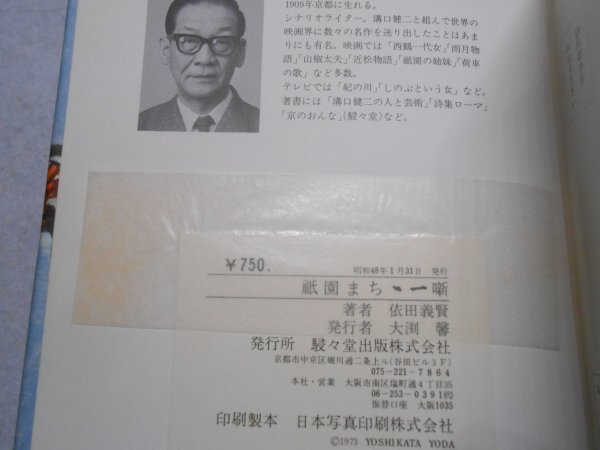 1909年京都に生れる。
シナリオライター。溝口健二と組んで世界の
映画界に数々の名作を送り出したことはあま
りにも有名。映画では「西鶴一代女」「雨月物
語」「山椒太夫」「近松物語」「祇園の姉妹」「荷車
の歌」など多数。
テレビでは「紀の川」「しのぶという女」など。
著書には「溝口健二の人と芸術」「詩集ローマ」
「京のおんな」(駸々堂)など。
¥750.
昭和48年1月31日 発行
祇園まち
噺
著者 依田義賢
発行者 大渕 馨
発行所 駸々堂出版株式会社
京都市中京区堀川通二条上ル(谷田ビル3F)
075-221-7864
本社・営業 大阪市南区塩町通4丁目35
06-253-0391代
振替口座 大阪1035
印刷製本 日本写真印刷株式会社
©1973 YOSHIKATA YODA